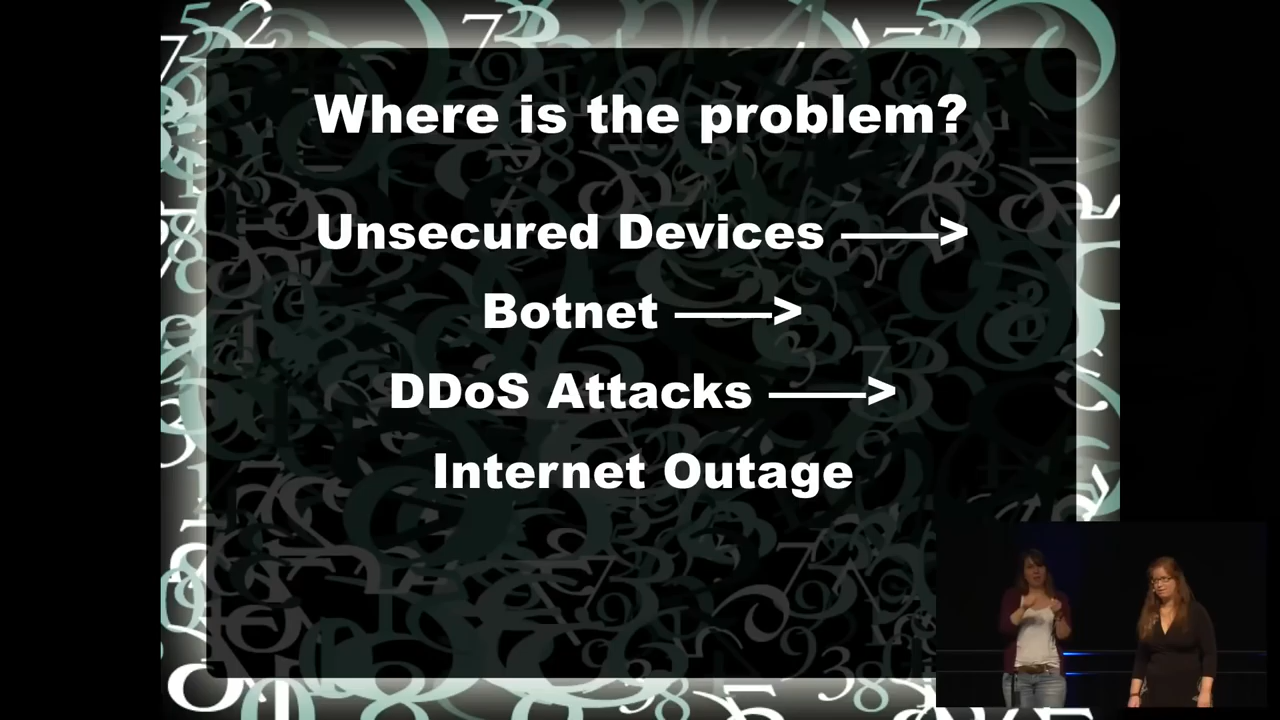 Where is the problem?
Unsecured Devices ——>
Botnet ——>
DDoS Attacks ——>
Internet Outage